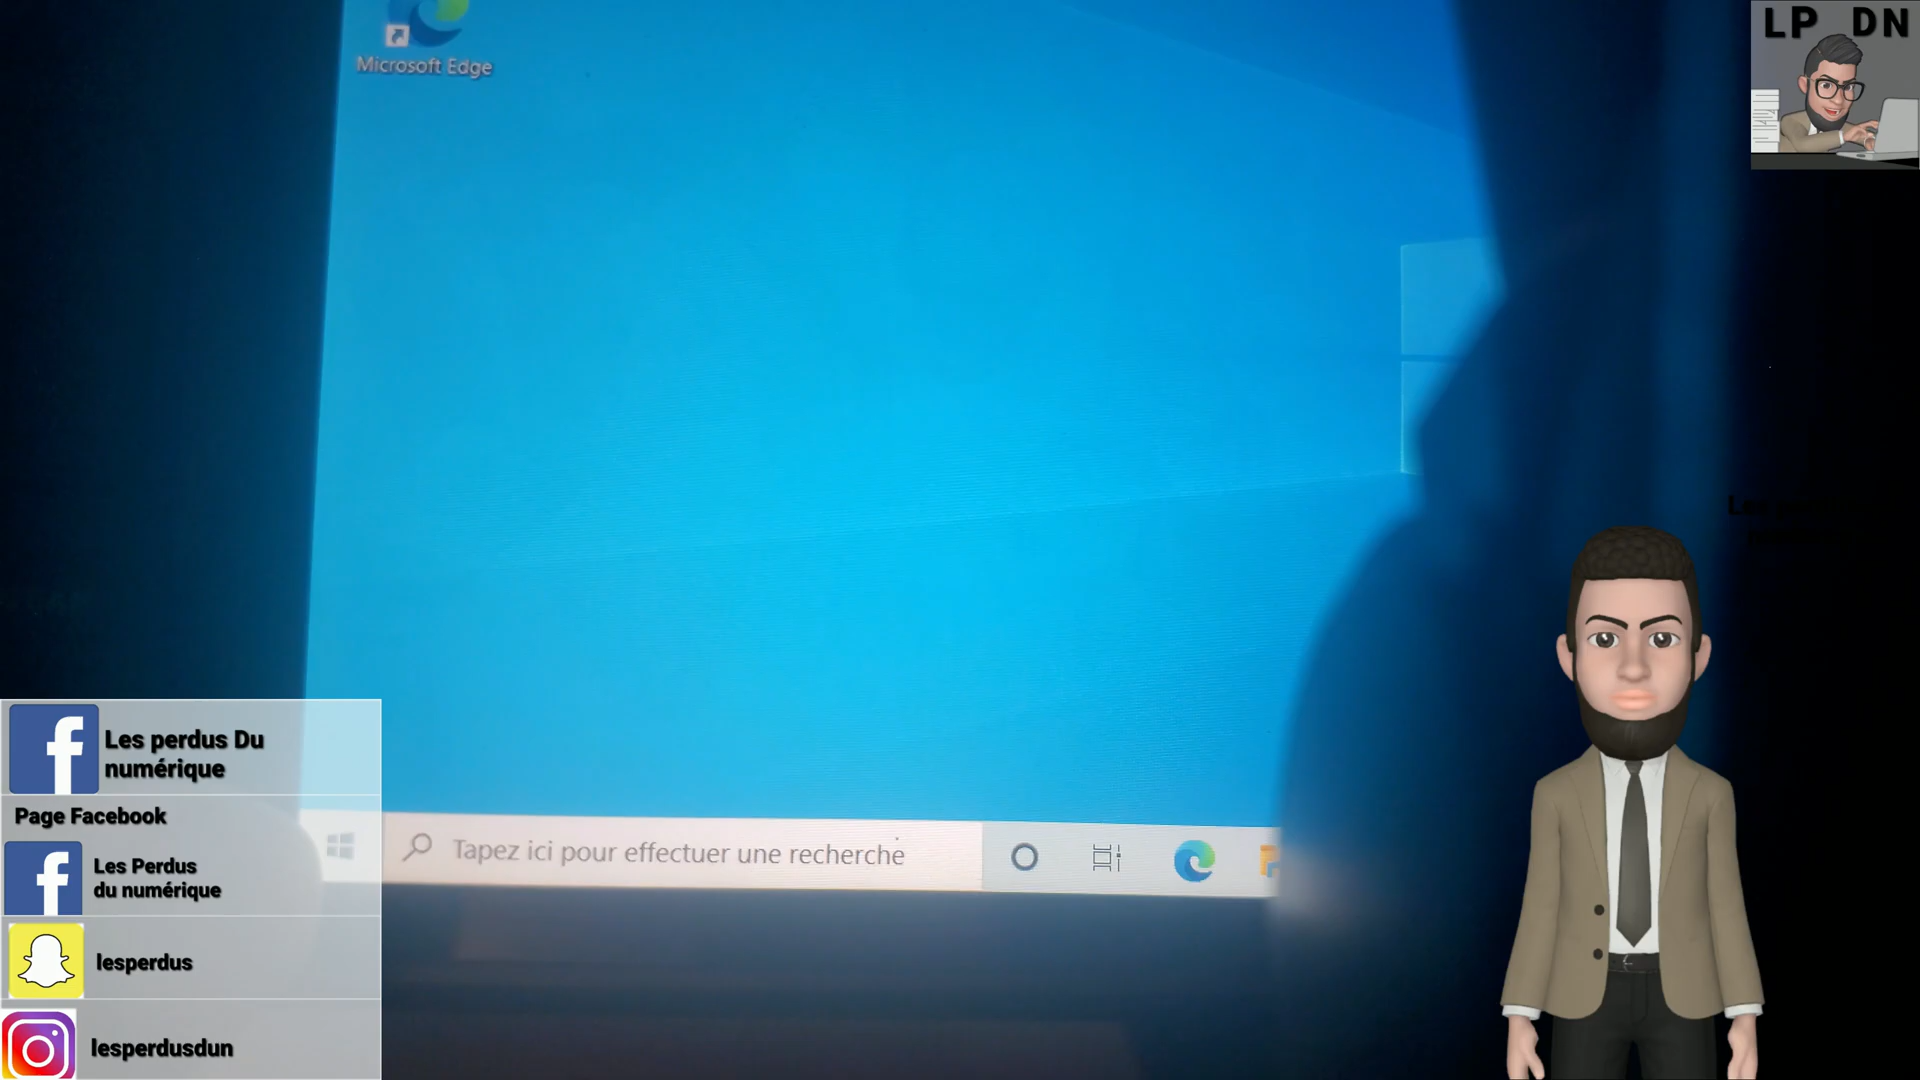 Microsoft Edge
LP DN
Les perdus Du
numérique
Page Facebook
Les Perdus
du numérique
lesperdus
lesperdusdun
Tapez ici pour effectuer une recherche